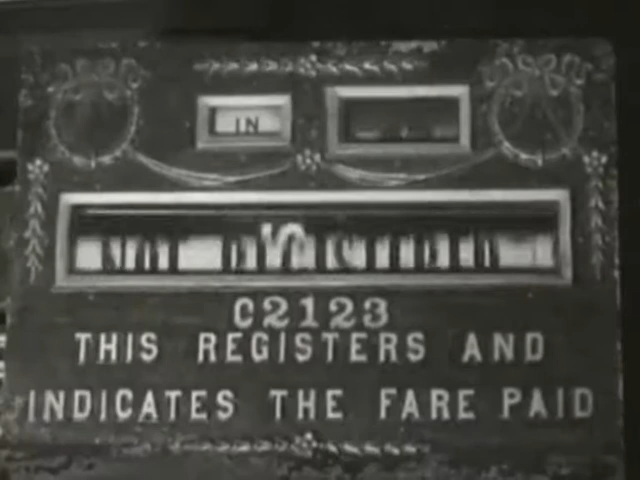 IN
C2123
THIS REGISTERS AND
INDICATES THE FARE PAID